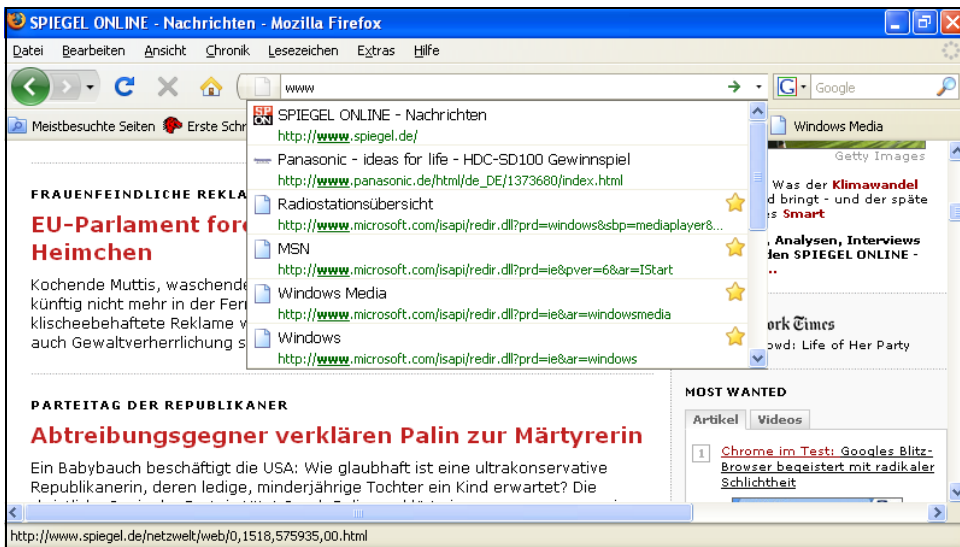 SPIEGEL ONLINE - Nachrichten - Mozilla Firefox
Datei Bearbeiten Ansicht Chronik Lesezeichen Extras Hilfe
www
Google
Meistbesuchte Seiten Erste Schr
Windows Media
SPIEGEL ONLINE - Nachrichten
http://www.spiegel.de/
Panasonic - ideas for life - HDC-SD100 Gewinnspiel
http://www.panasonic.de/html/de_DE/1373680/index.html
Radiostationsübersicht
http://www.microsoft.com/isapi/redir.dll?prd=windows&sbp=mediaplayer&...
MSN
http://www.microsoft.com/isapi/redir.dll?prd=ie&pver=6&ar=IStart
Windows Media
http://www.microsoft.com/isapi/redir.dll?prd=ie&ar=windowsmedia
Windows
http://www.microsoft.com/isapi/redir.dll?prd=ie&ar=windows
FRAUENFEINDLICHE REKLA
EU-Parlament for
Heimchen
Kochende Muttis, waschende
künftig nicht mehr in der Fer
klischeebehaftete Reklame
auch Gewaltverherrlichung s
PARTEITAG DER REPUBLIKANER
Abtreibungsgegner verklären Palin zur Märtyrerin
Ein Babybauch beschäftigt die USA: Wie glaubhaft ist eine ultrakonservative
Republikanerin, deren ledige, minderjährige Tochter ein Kind erwartet? Die
Getty Images
Was der Klimawandel
d bringt - und der späte
s Smart
, Analysen, Interviews
den SPIEGEL ONLINE -
..
ork Times
owd: Life of Her Party
MOST WANTED
Artikel Videos
1 Chrome im Test: Googles Blitz-
Browser begeistert mit radikaler
Schlichtheit
http://www.spiegel.de/netzwelt/web/0,1518,575935,00.html